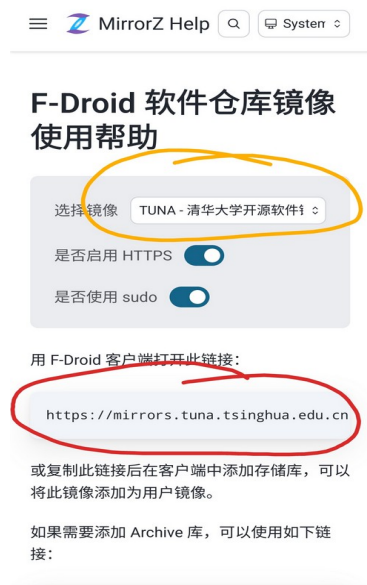 MirrorZ Help
System
F-Droid 软件仓库镜像
使用帮助
选择镜像
TUNA - 清华大学开源软件
是否启用 HTTPS
是否使用 sudo
用 F-Droid 客户端打开此链接：
https://mirrors.tuna.tsinghua.edu.cn
或复制此链接后在客户端中添加存储库，可以
将此镜像添加为用户镜像。
如果需要添加 Archive 库，可以使用如下链
接：